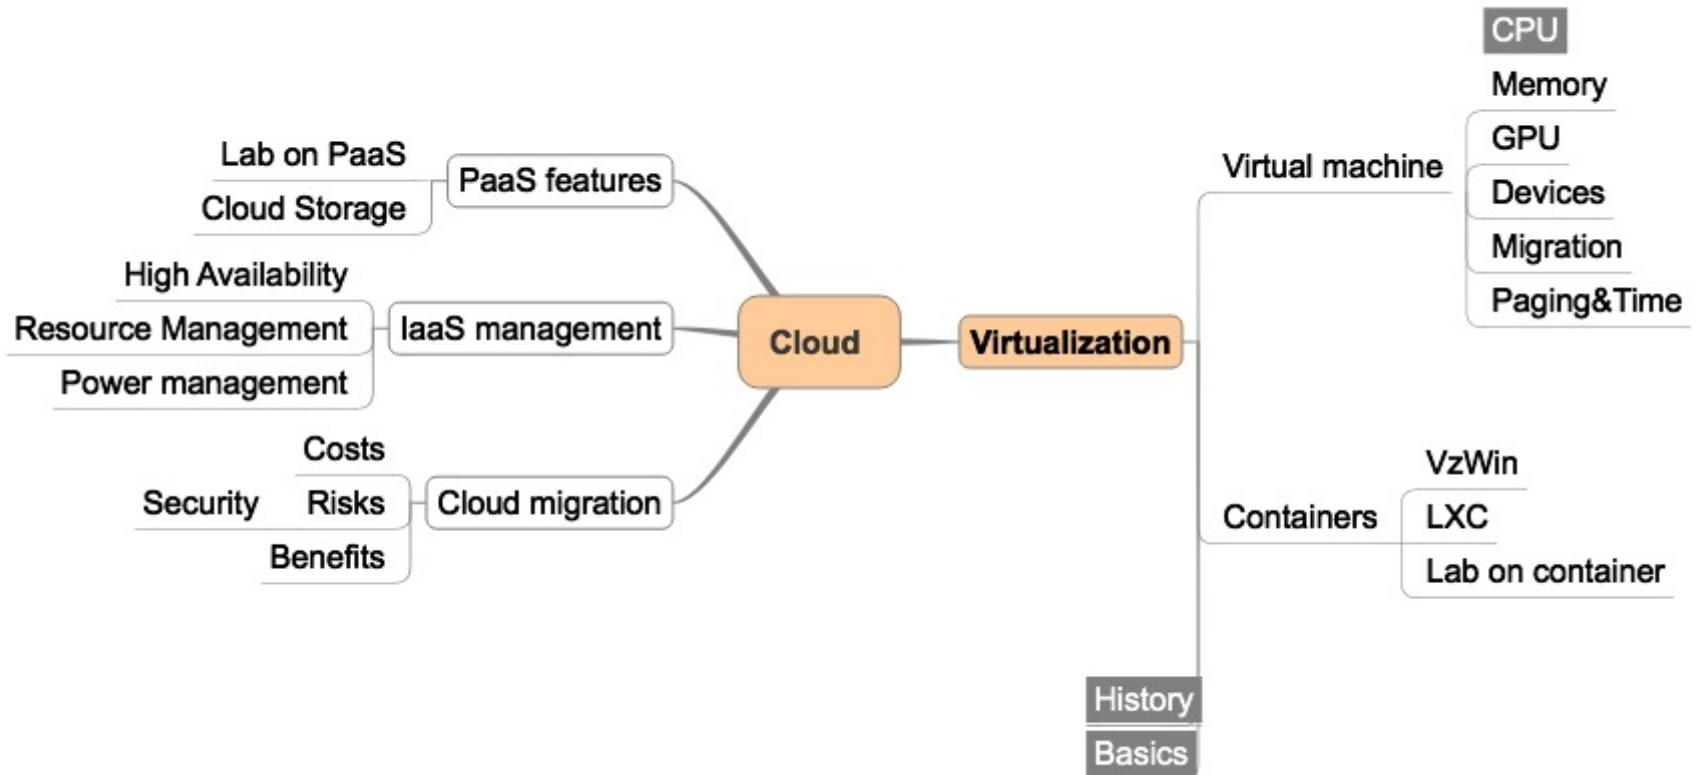 CPU
Memory
GPU
Devices
Migration
Paging&Time
Virtual machine
Lab on PaaS
Cloud Storage
PaaS features
High Availability
Resource Management
Power management
IaaS management
Cloud
Virtualization
Costs
Security
Risks
Benefits
Cloud migration
Containers
VzWin
LXC
Lab on container
History
Basics